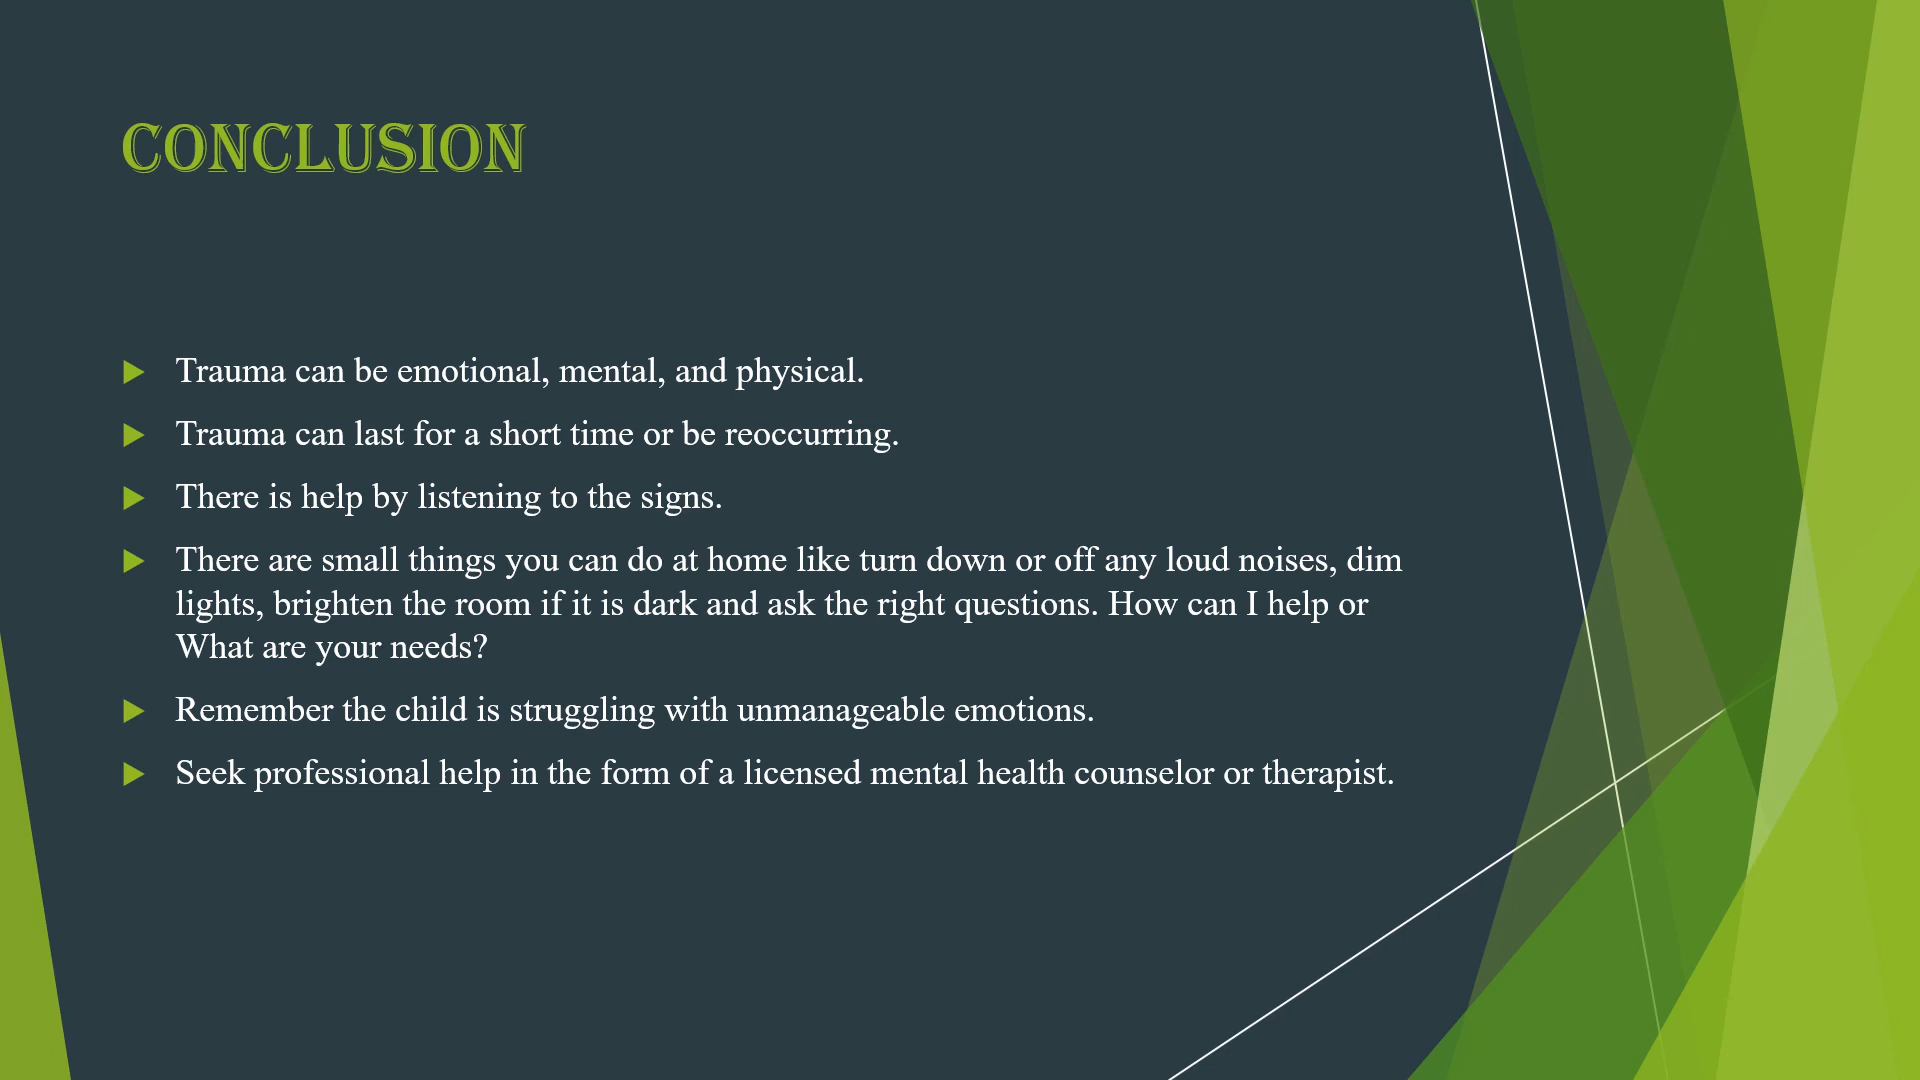 CONCLUSION
Trauma can be emotional, mental, and physical.
Trauma can last for a short time or be reoccurring.
There is help by listening to the signs.
There are small things you can do at home like turn down or off any loud noises, dim
lights, brighten the room if it is dark and ask the right questions. How can I help or
What are your needs?
Remember the child is struggling with unmanageable emotions.
Seek professional help in the form of a licensed mental health counselor or therapist.